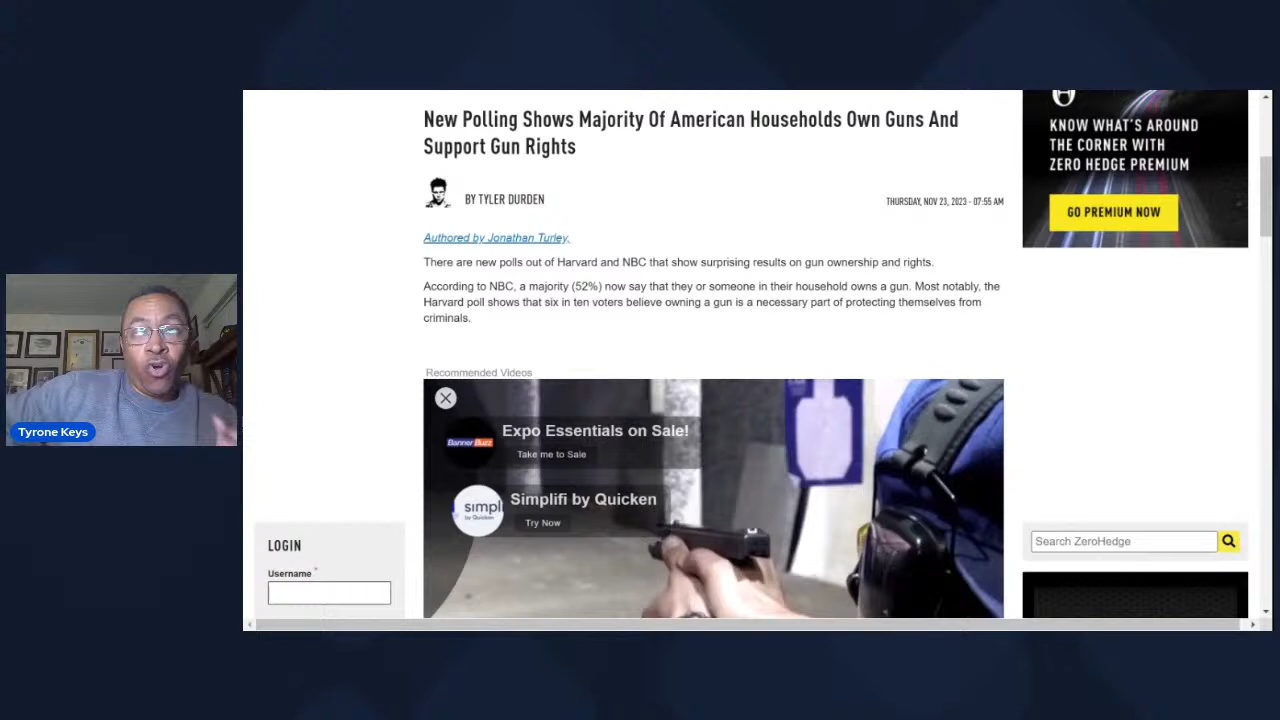 New Polling Shows Majority Of American Households Own Guns And
Support Gun Rights
BY TYLER DURDEN
THURSDAY, NOV 23, 2023 - 07:55 AM
Authored by Jonathan Turley,
There are new polls out of Harvard and NBC that show surprising results on gun ownership and rights.
According to NBC, a majority (52%) now say that they or someone in their household owns a gun. Most notably, the
Harvard poll shows that six in ten voters believe owning a gun is a necessary part of protecting themselves from
criminals.
Recommended Videos
Expo Essentials on Sale!
BannerBuzz
Take me to Sale
Simplifi by Quicken
simpli
by Quicken
Try Now
KNOW WHAT'S AROUND
THE CORNER WITH
ZERO HEDGE PREMIUM
GO PREMIUM NOW
Tyrone Keys
LOGIN
Username *
Search ZeroHedge